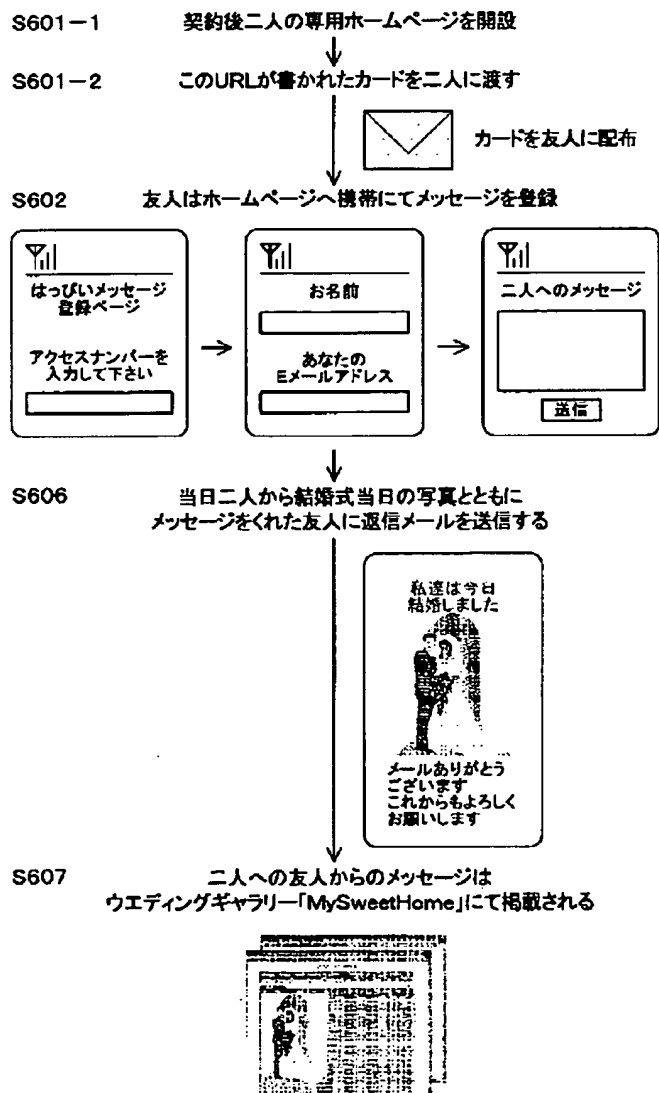 S601-1 契約後二人の専用ホームページを開設
S601-2 このURLが書かれたカードを二人に渡す
カードを友人に配布
S602 友人はホームページへ携帯にてメッセージを登録
はっぴいメッセージ
登録ページ
アクセスナンバーを
入力して下さい
お名前
あなたの
Eメールアドレス
二人へのメッセージ
送信
S606 当日二人から結婚式当日の写真とともに
メッセージをくれた友人に返信メールを送信する
私達は今日
結婚しました
メールありがとう
ございます
これからもよろしく
お願いします
S607 二人への友人からのメッセージは
ウエディングギャラリー「MySweetHome」にて掲載される